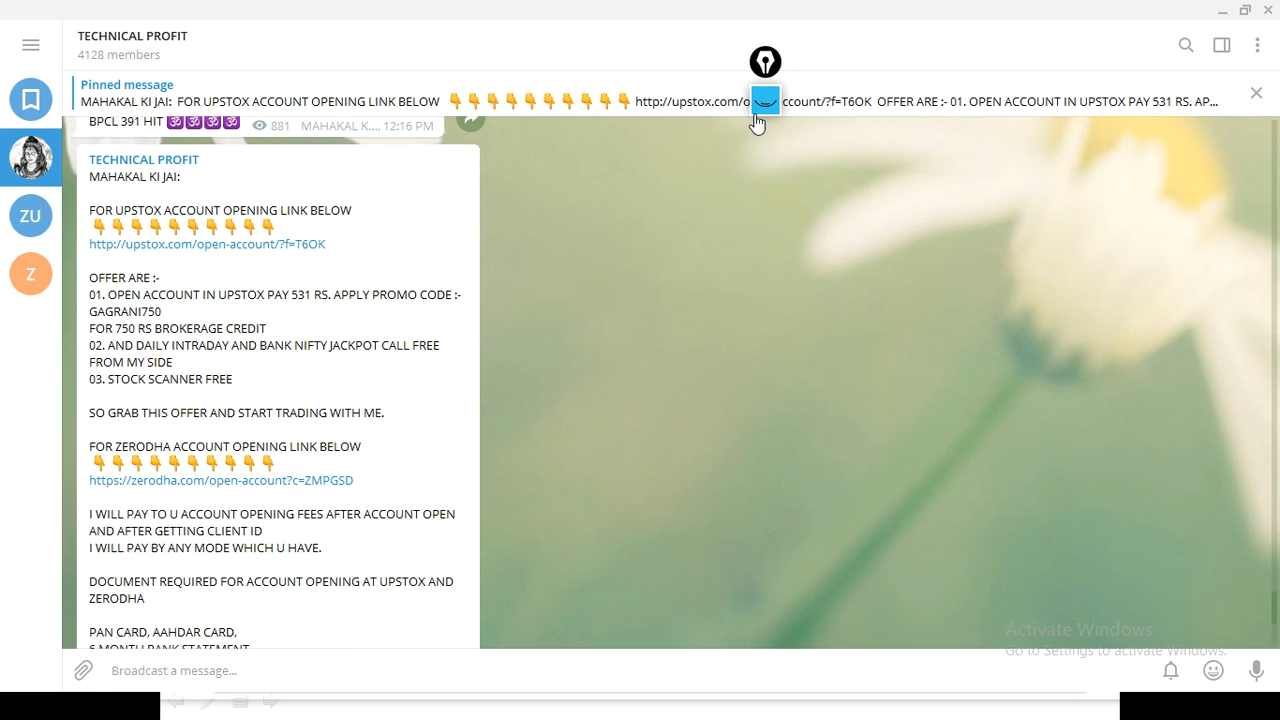 TECHNICAL PROFIT
4128 members
Pinned message
MAHAKAL KI JAI: FOR UPSTOX ACCOUNT OPENING LINK BELOW 👇👇👇👇👇👇👇👇👇👇 http://upstox.com/o ccount/?f=T6OK OFFER ARE :- 01. OPEN ACCOUNT IN UPSTOX PAY 531 RS. AP...
BPCL 391 HIT 🕉🕉🕉🕉 881 MAHAKAL K..., 12:16 PM
TECHNICAL PROFIT
MAHAKAL KI JAI:
FOR UPSTOX ACCOUNT OPENING LINK BELOW
👇👇👇👇👇👇👇👇👇👇
http://upstox.com/open-account/?f=T6OK
OFFER ARE :-
01. OPEN ACCOUNT IN UPSTOX PAY 531 RS. APPLY PROMO CODE :-
GAGRANI750
FOR 750 RS BROKERAGE CREDIT
02. AND DAILY INTRADAY AND BANK NIFTY JACKPOT CALL FREE
FROM MY SIDE
03. STOCK SCANNER FREE
SO GRAB THIS OFFER AND START TRADING WITH ME.
FOR ZERODHA ACCOUNT OPENING LINK BELOW
👇👇👇👇👇👇👇👇👇👇
https://zerodha.com/open-account?c=ZMPGSD
I WILL PAY TO U ACCOUNT OPENING FEES AFTER ACCOUNT OPEN
AND AFTER GETTING CLIENT ID
I WILL PAY BY ANY MODE WHICH U HAVE.
DOCUMENT REQUIRED FOR ACCOUNT OPENING AT UPSTOX AND
ZERODHA
PAN CARD, AAHDAR CARD,
6 MONTH BANK STATEMENT
ZU
Z
Broadcast a message...
Activate Windows
Go to Settings to activate Windows.